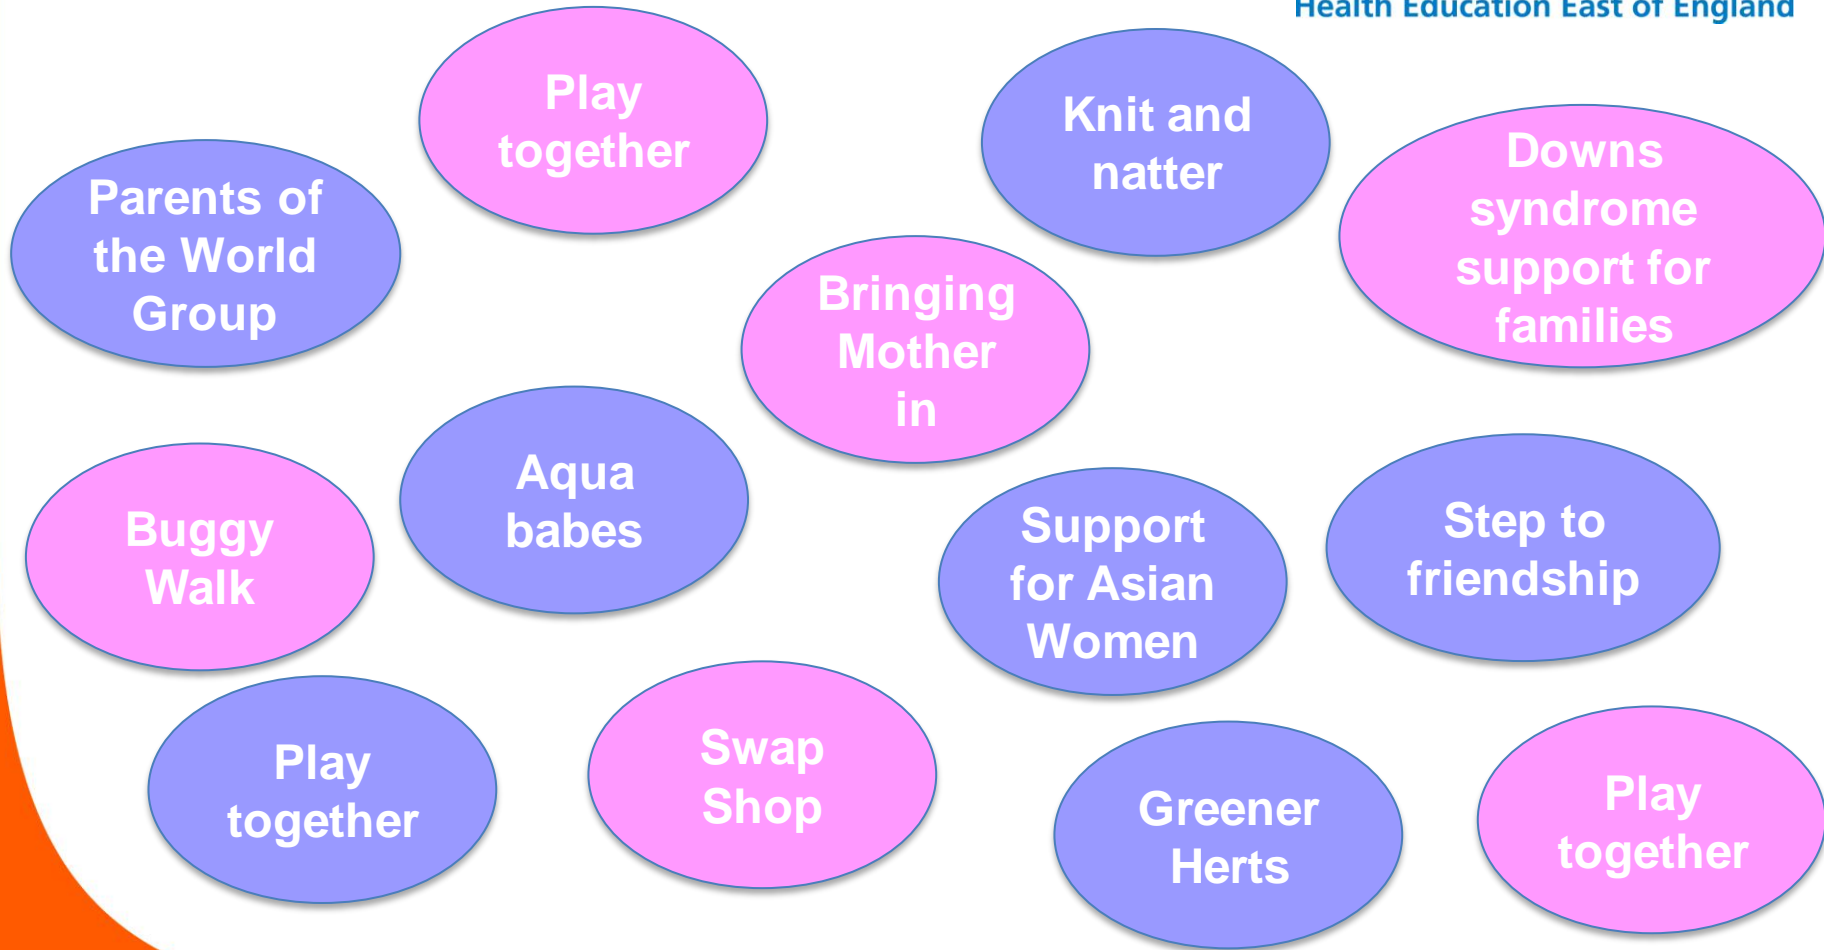 Health Education East of England
Play
together
Knit and
natter
Downs
syndrome
support for
families
Parents of
the World
Group
Bringing
Mother
in
Aqua
babes
Buggy
Walk
Support
for Asian
Women
Step to
friendship
Play
together
Swap
Shop
Greener
Herts
Play
together